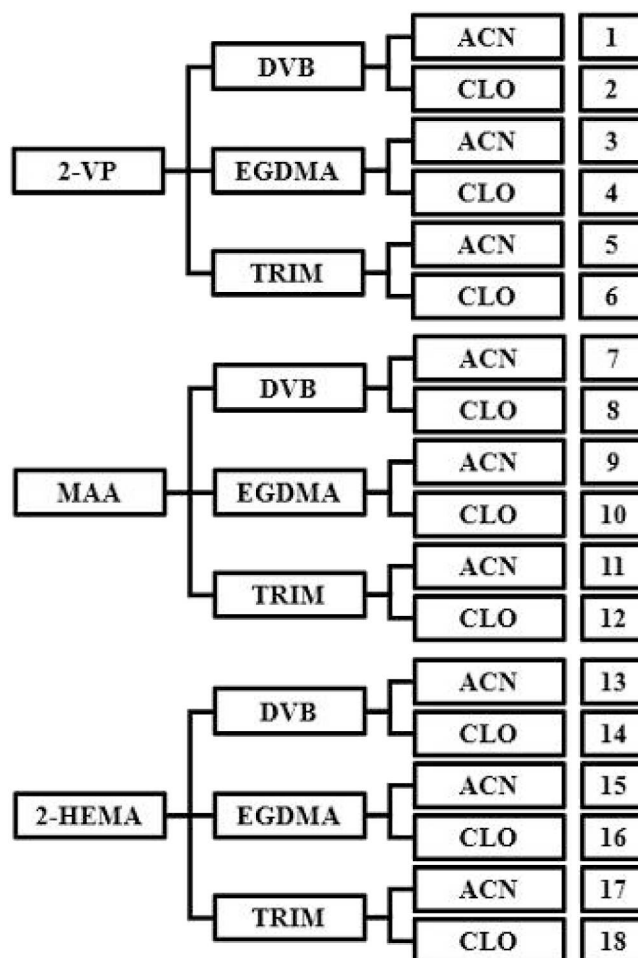 ACN 1
DVB
CLO 2
ACN 3
2-VP EGDMA
CLO 4
ACN 5
TRIM
CLO 6
ACN 7
DVB
CLO 8
ACN 9
MAA EGDMA
CLO 10
ACN 11
TRIM
CLO 12
ACN 13
DVB
CLO 14
ACN 15
2-HEMA EGDMA
CLO 16
ACN 17
TRIM
CLO 18